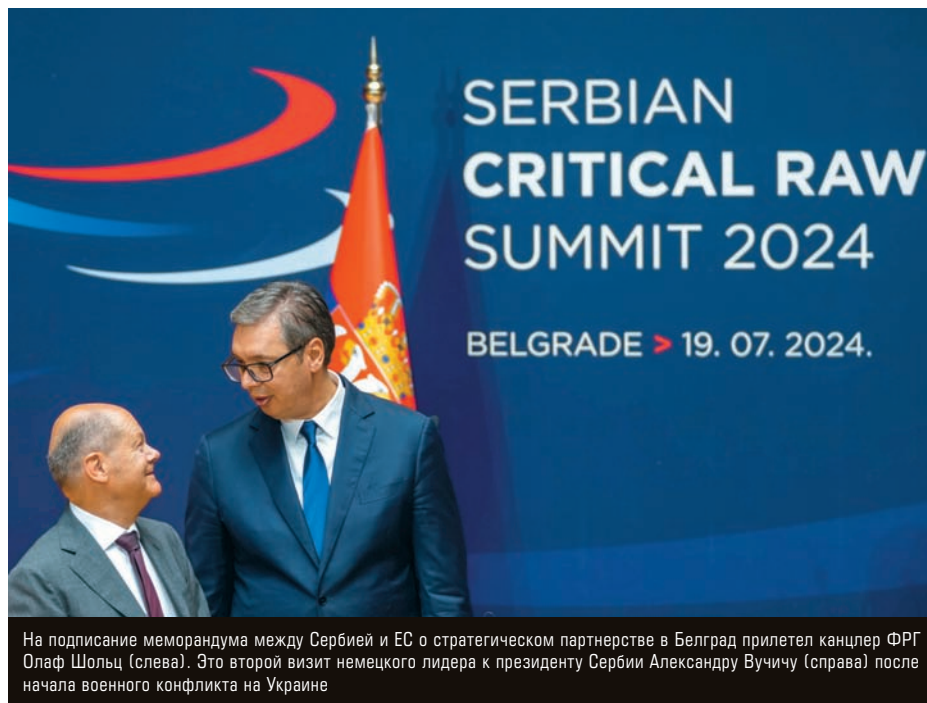 SERBIAN
CRITICAL RAW
SUMMIT 2024
BELGRADE > 19. 07. 2024.
На подписание меморандума между Сербией и ЕС о стратегическом партнерстве в Белград прилетел канцлер ФРГ
Олаф Шольц (слева). Это второй визит немецкого лидера к президенту Сербии Александру Вучичу (справа) после
начала военного конфликта на Украине